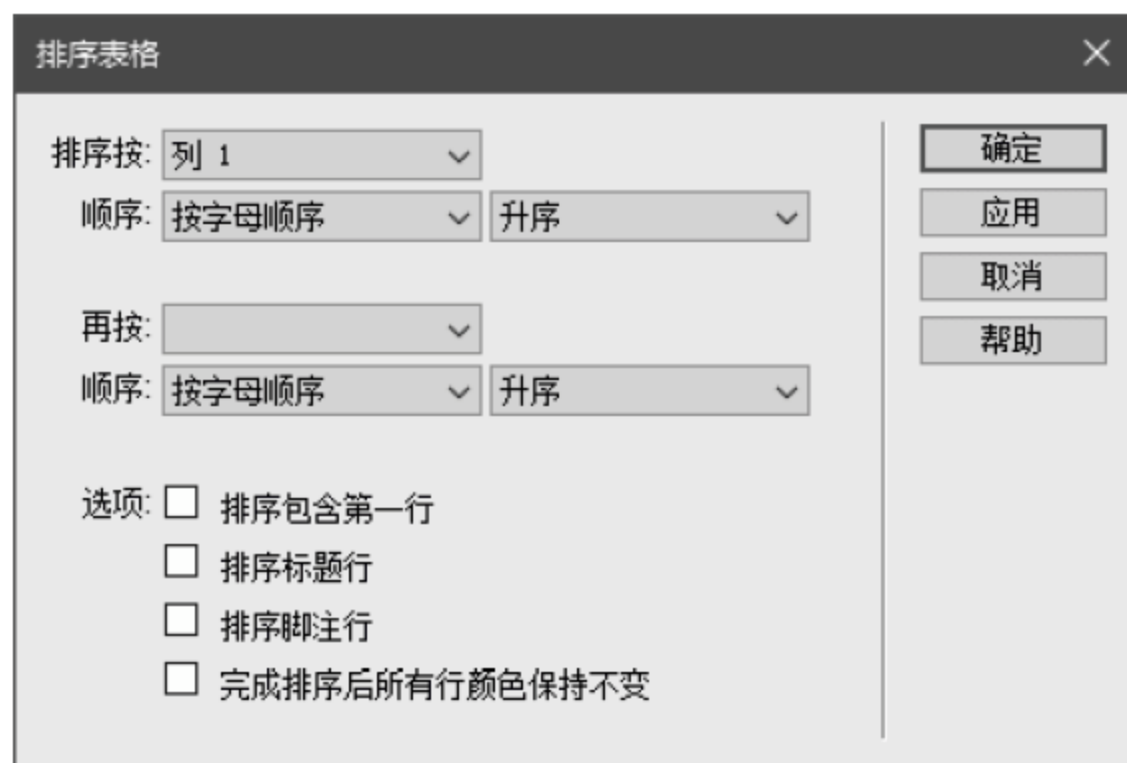 排序表格
排序按: 列 1
顺序: 按字母顺序 升序
再按:
顺序: 按字母顺序 升序
选项: 排序包含第一行
排序标题行
排序脚注行
完成排序后所有行颜色保持不变
确定
应用
取消
帮助